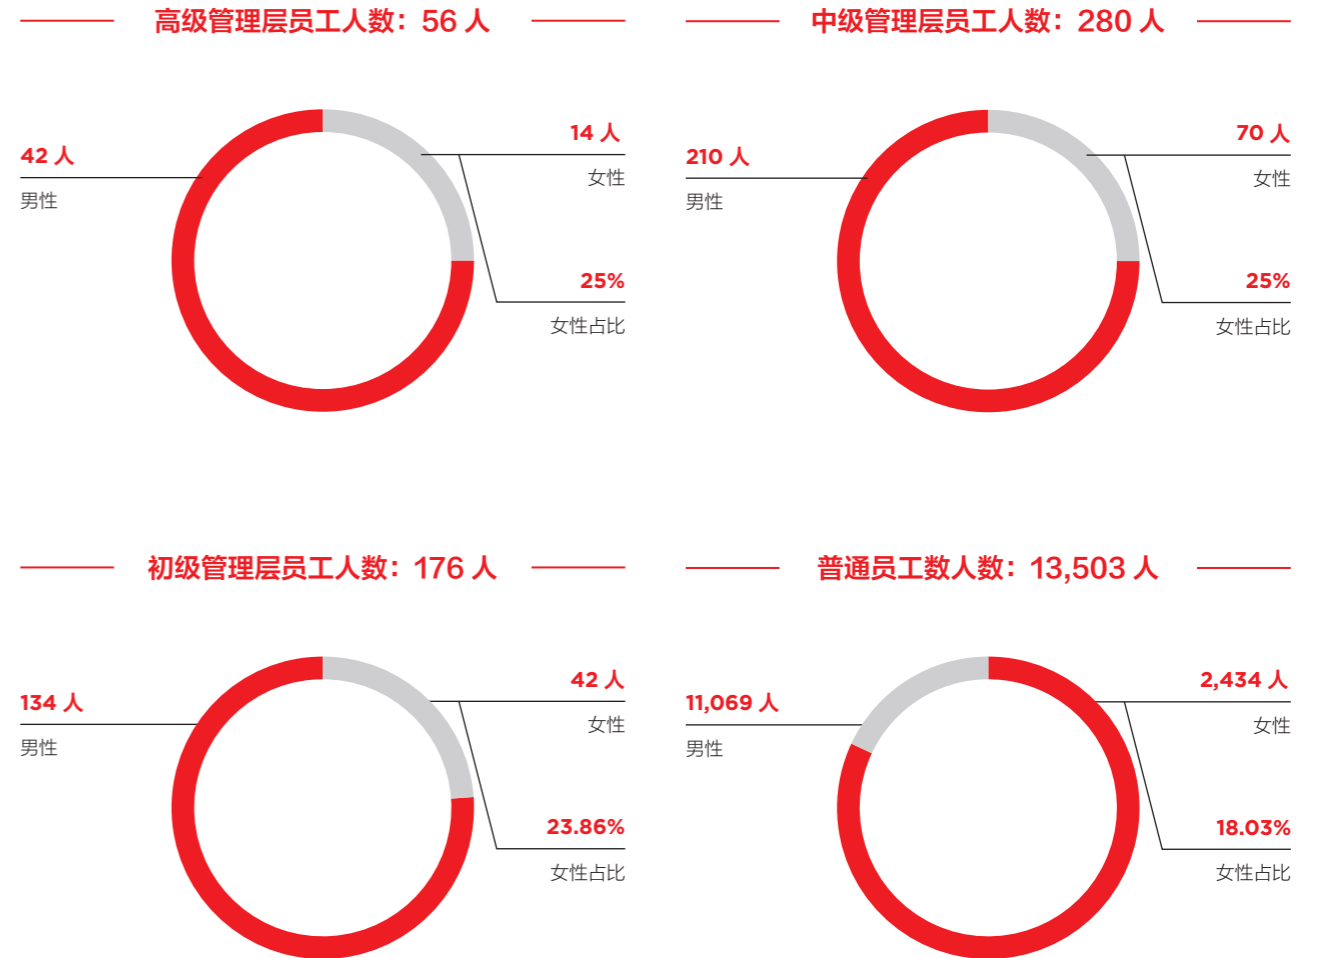 高级管理层员工人数：56 人
42 人
男性
14 人
女性
25%
女性占比
中级管理层员工人数：280 人
210 人
男性
70 人
女性
25%
女性占比
初级管理层员工人数：176 人
134 人
男性
42 人
女性
23.86%
女性占比
普通员工数人数：13,503 人
11,069 人
男性
2,434 人
女性
18.03%
女性占比